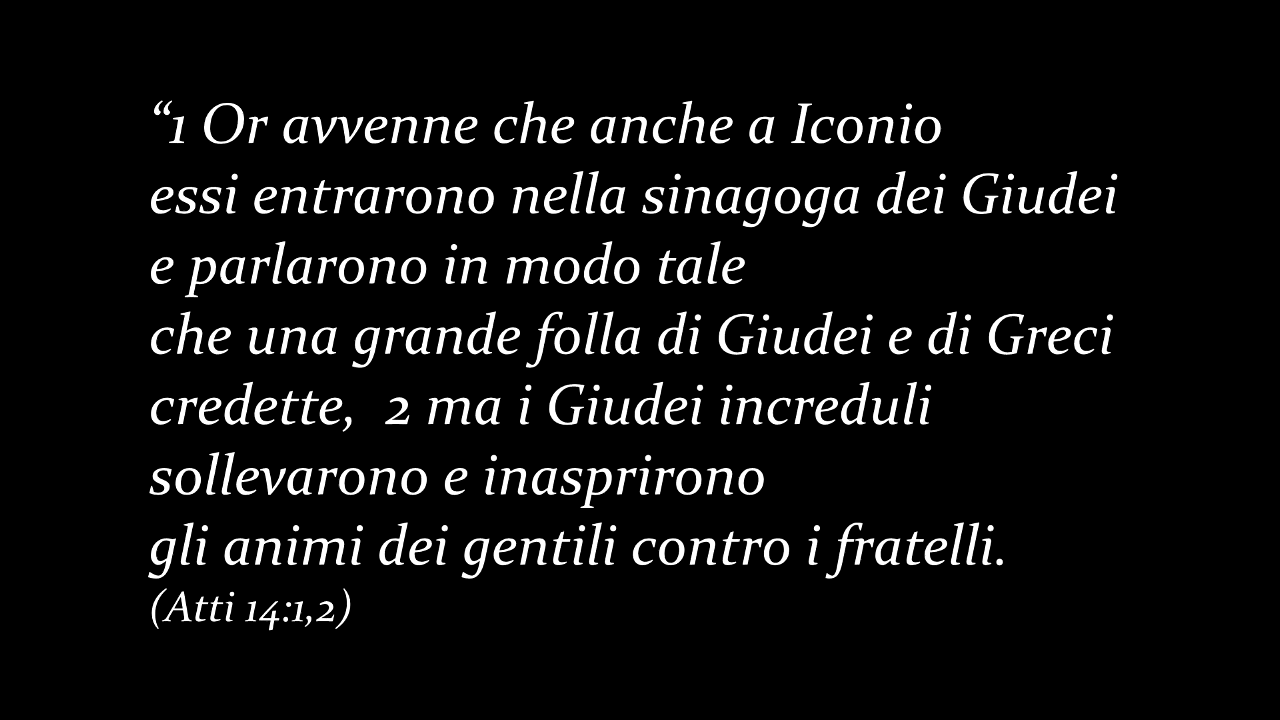 “1 Or avvenne che anche a Iconio
essi entrarono nella sinagoga dei Giudei
e parlarono in modo tale
che una grande folla di Giudei e di Greci
credette,  2 ma i Giudei increduli
sollevarono e inasprirono
gli animi dei gentili contro i fratelli.
(Atti 14:1,2)